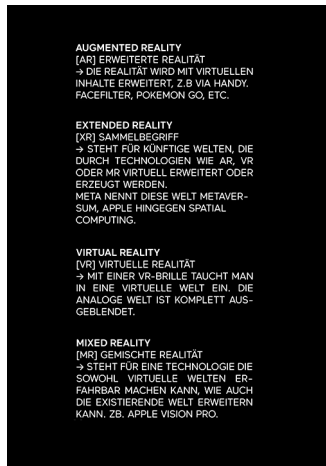 AUGMENTED REALITY
[AR] ERWEITERTE REALITÄT
→ DIE REALITÄT WIRD MIT VIRTUELLEN
INHALTE ERWEITERT, Z.B VIA HANDY.
FACEFILTER, POKEMON GO, ETC.
EXTENDED REALITY
[XR] SAMMELBEGRIFF
→ STEHT FÜR KÜNFTIGE WELTEN, DIE
DURCH TECHNOLOGIEN WIE AR, VR
ODER MR VIRTUELL ERWEITERT ODER
ERZEUGT WERDEN.
META NENNT DIESE WELT METAVER-
SUM, APPLE HINGEGEN SPATIAL
COMPUTING.
VIRTUAL REALITY
[VR] VIRTUELLE REALITÄT
→ MIT EINER VR-BRILLE TAUCHT MAN
IN EINE VIRTUELLE WELT EIN. DIE
ANALOGE WELT IST KOMPLETT AUS-
GEBLENDET.
MIXED REALITY
[MR] GEMISCHTE REALITÄT
→ STEHT FÜR EINE TECHNOLOGIE DIE
SOWOHL VIRTUELLE WELTEN ER-
FAHRBAR MACHEN KANN, WIE AUCH
DIE EXISTIERENDE WELT ERWEITERN
KANN. ZB. APPLE VISION PRO.